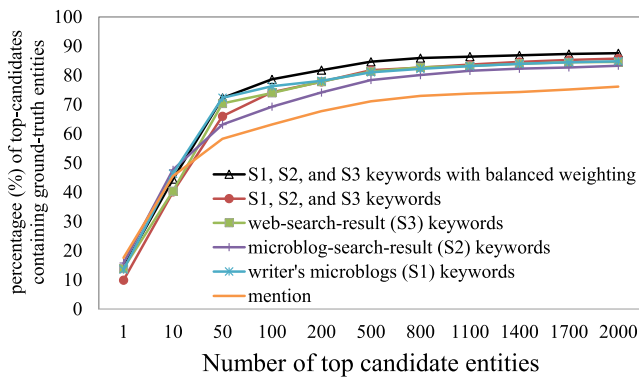 percentagee (%) of top-candidates
containing ground-truth entities
100
90
80
70
60
50
40
30
20
10
0
S1, S2, and S3 keywords with balanced weighting
S1, S2, and S3 keywords
web-search-result (S3) keywords
microblog-search-result (S2) keywords
writer's microblogs (S1) keywords
mention
1 10 50 100 200 500 800 1100 1400 1700 2000
Number of top candidate entities